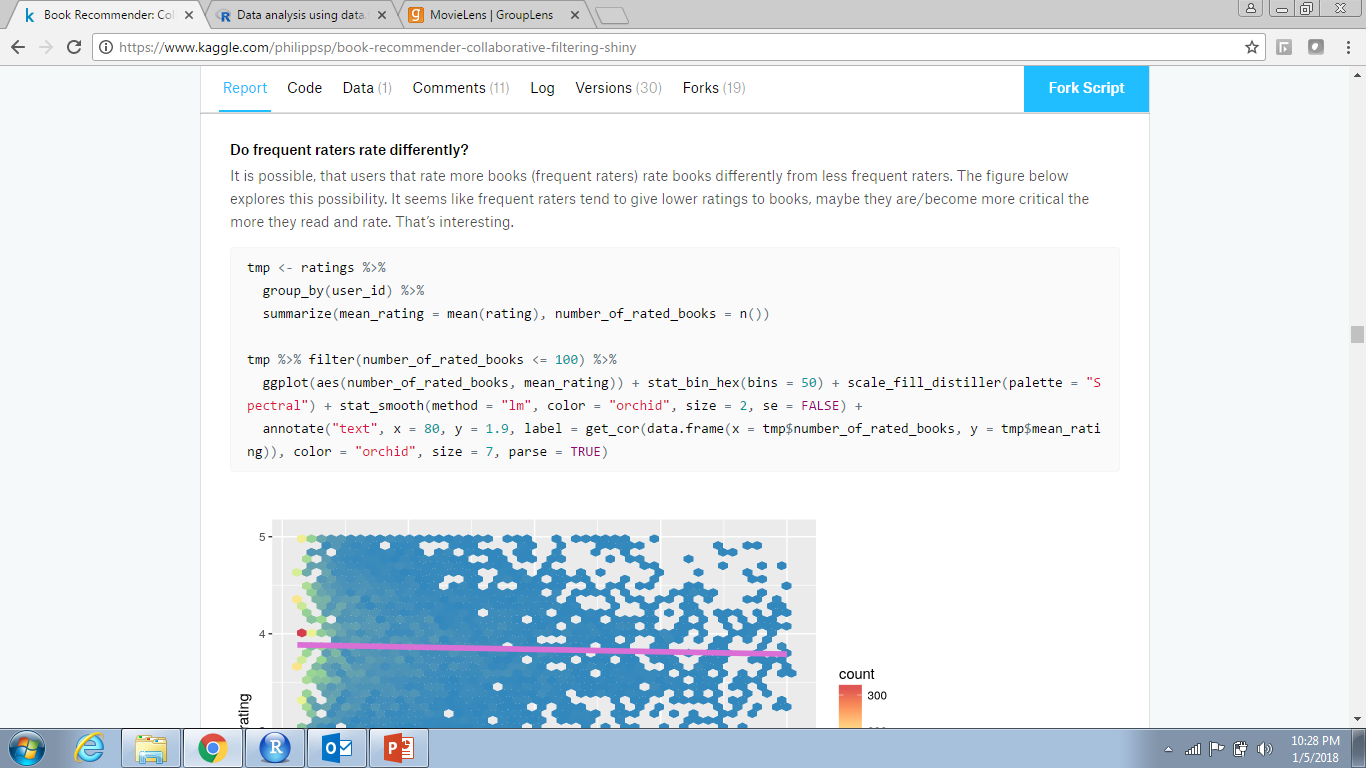 Book Recommender: Col
Data analysis using data.t
MovieLens | GroupLens
https://www.kaggle.com/philippsp/book-recommender-collaborative-filtering-shiny
Report Code Data (1) Comments (11) Log Versions (30) Forks (19) Fork Script
Do frequent raters rate differently?
It is possible, that users that rate more books (frequent raters) rate books differently from less frequent raters. The figure below
explores this possibility. It seems like frequent raters tend to give lower ratings to books, maybe they are/become more critical the
more they read and rate. That's interesting.
tmp <- ratings %>%
group_by(user_id) %>%
summarize(mean_rating = mean(rating), number_of_rated_books = n())
tmp %>% filter(number_of_rated_books <= 100) %>%
ggplot(aes(number_of_rated_books, mean_rating)) + stat_bin_hex(bins = 50) + scale_fill_distiller(palette = "S
pectral") + stat_smooth(method = "lm", color = "orchid", size = 2, se = FALSE) +
annotate("text", x = 80, y = 1.9, label = get_cor(data.frame(x = tmp$number_of_rated_books, y = tmp$mean_rati
ng)), color = "orchid", size = 7, parse = TRUE)
5
4
rating
count
300
10:28 PM
1/5/2018